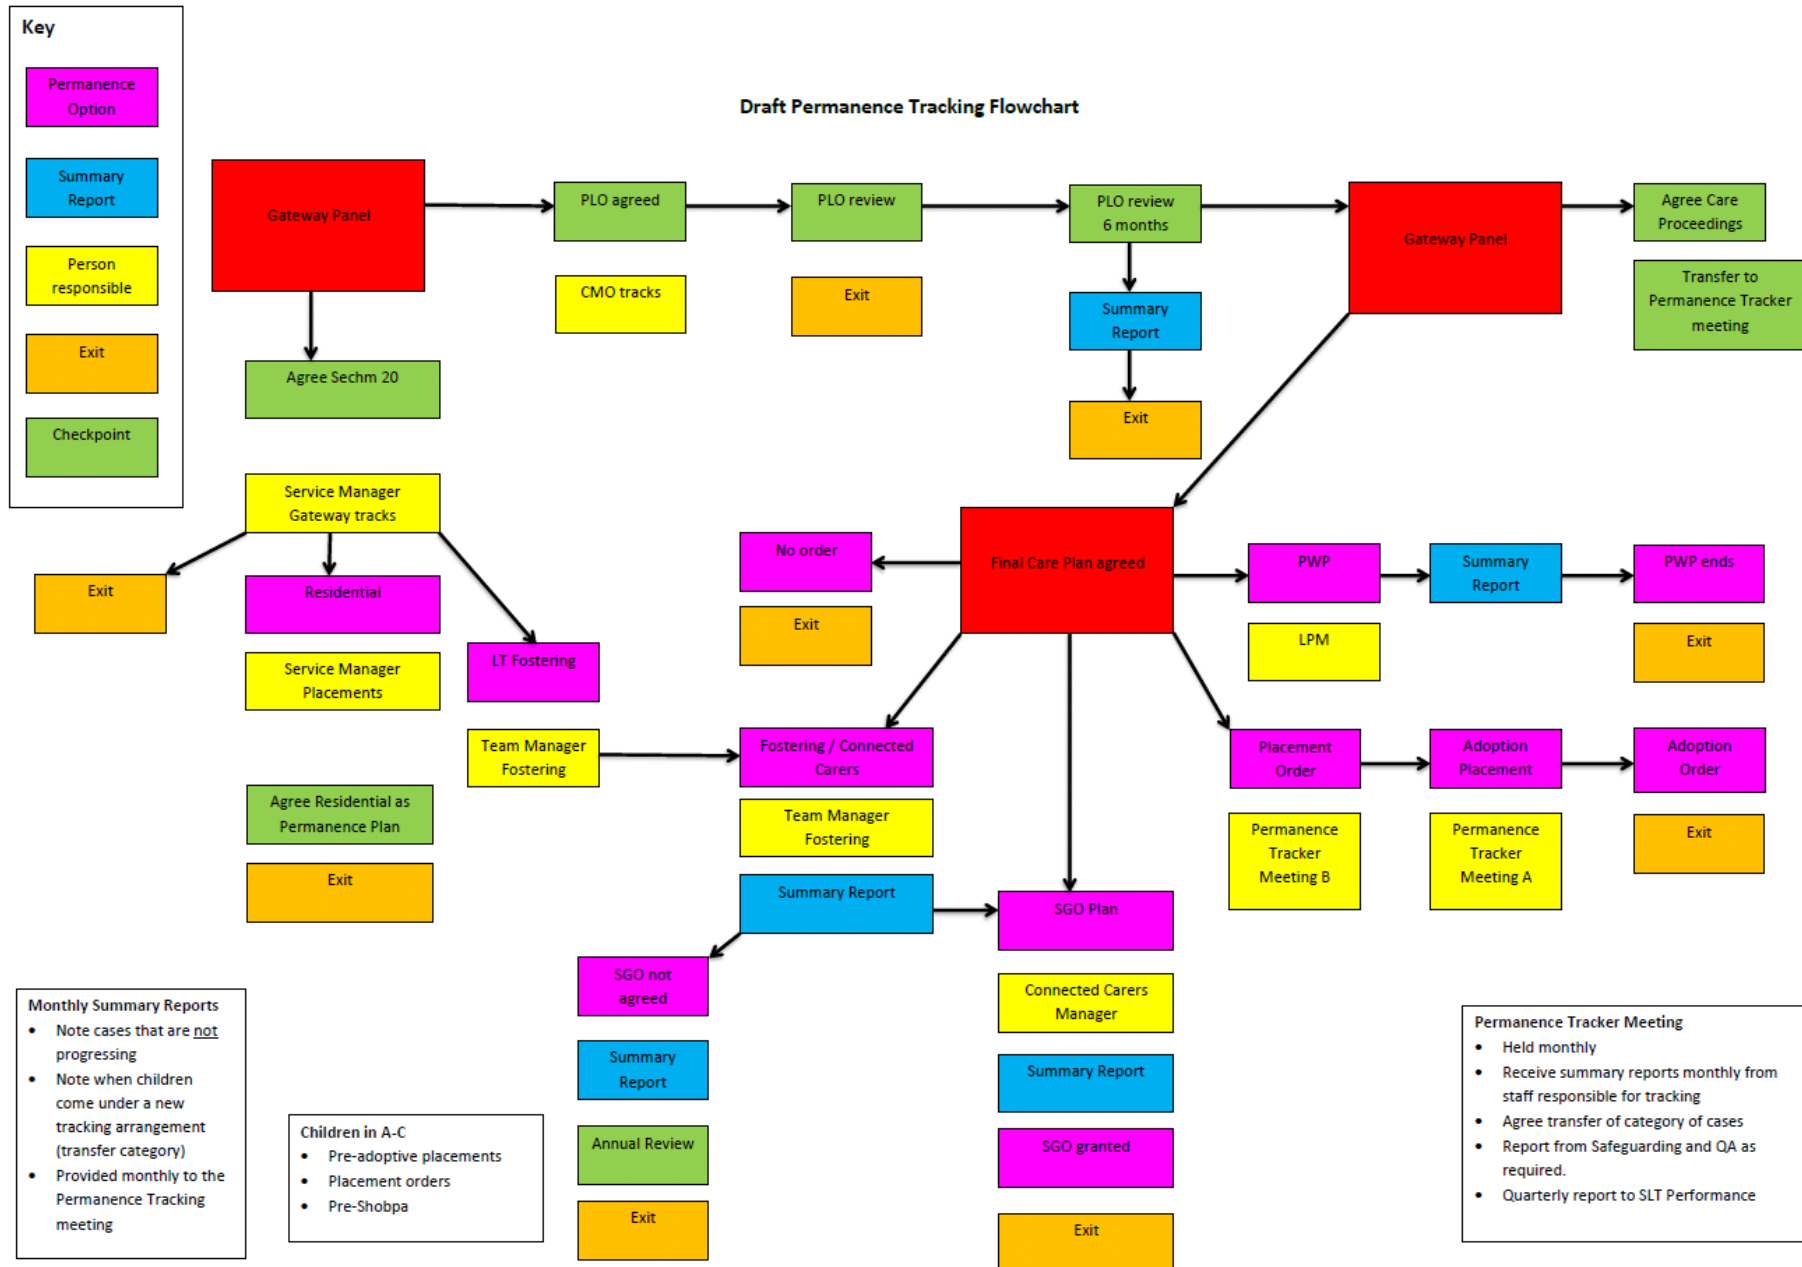 Key
Permanence
Option
Summary
Report
Person
responsible
Exit
Checkpoint
Draft Permanence Tracking Flowchart
Gateway Panel
PLO agreed
PLO review
PLO review
6 months
Gateway Panel
Agree Care
Proceedings
CMO tracks
Exit
Summary
Report
Transfer to
Permanence Tracker
meeting
Agree Sechm 20
Exit
Service Manager
Gateway tracks
Exit
Residential
LT Fostering
Service Manager
Placements
Team Manager
Fostering
Agree Residential as
Permanence Plan
Exit
No order
Exit
Final Care Plan agreed
PWP
Summary
Report
PWP ends
LPM
Exit
Fostering / Connected
Carers
Team Manager
Fostering
Summary Report
Placement
Order
Adoption
Placement
Adoption
Order
Permanence
Tracker
Meeting B
Permanence
Tracker
Meeting A
Exit
SGO Plan
SGO not
agreed
Connected Carers
Manager
Summary
Report
Summary Report
Annual Review
SGO granted
Exit
Exit
Monthly Summary Reports
• Note cases that are not
progressing
• Note when children
come under a new
tracking arrangement
(transfer category)
• Provided monthly to the
Permanence Tracking
meeting
Children in A-C
• Pre-adoptive placements
• Placement orders
• Pre-Shobpa
Permanence Tracker Meeting
• Held monthly
• Receive summary reports monthly from
staff responsible for tracking
• Agree transfer of category of cases
• Report from Safeguarding and QA as
required.
• Quarterly report to SLT Performance